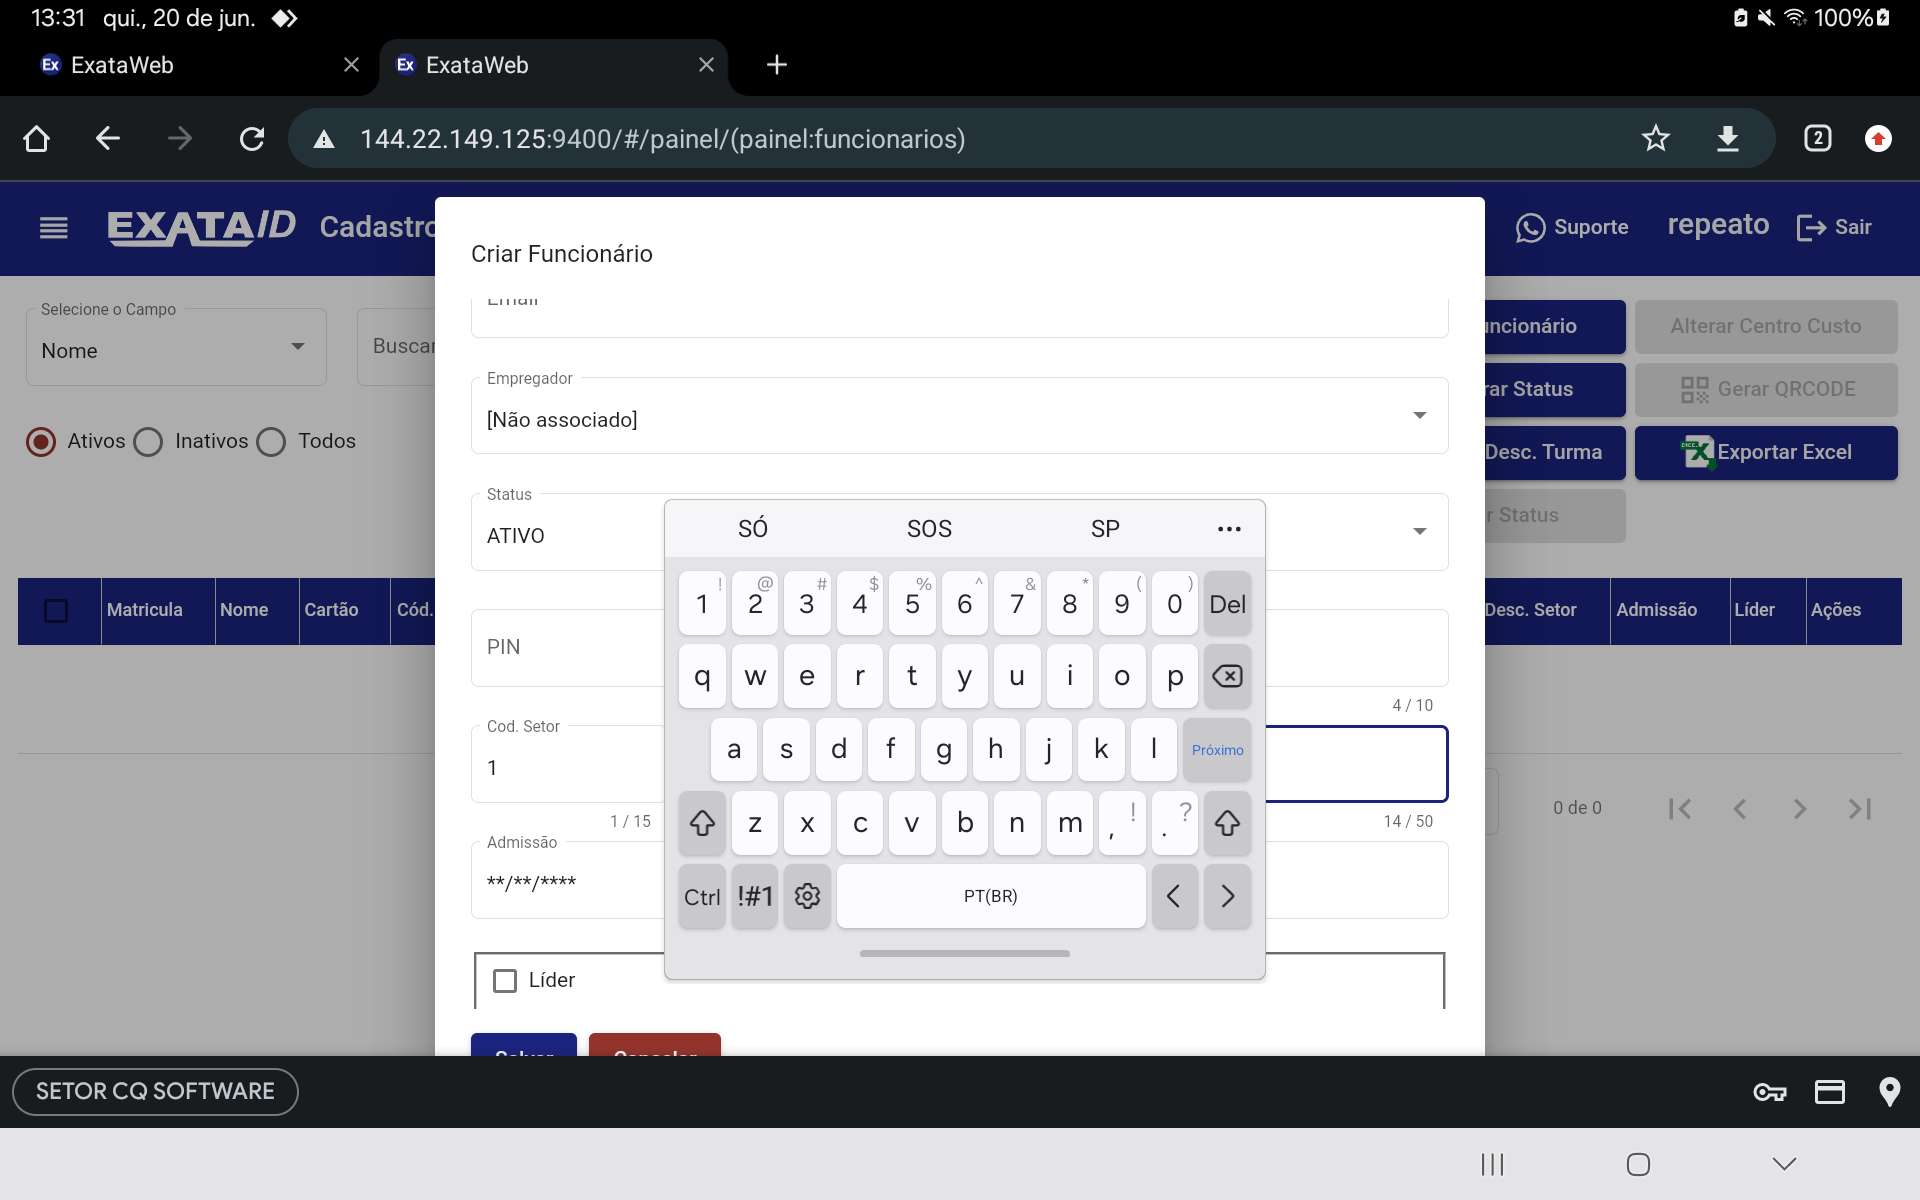 13:31 qui., 20 de jun. 100%
Ex ExataWeb
Ex ExataWeb
144.22.149.125:9400/#/painel/(painel:funcionarios)
2
EXATAID Cadastro
Suporte repeato Sair
Criar Funcionário
Selecione o Campo
Nome
Buscar
Ativos Inativos Todos
Email
Empregador
[Não associado]
Status
ATIVO
PIN
4 / 10
Cod. Setor
1
1 / 15
14 / 50
Admissão
**/**/****
Líder
Salvar Cancelar
uncionário Alterar Centro Custo
rar Status Gerar QRCODE
Desc. Turma Exportar Excel
r Status
Matricula Nome Cartão Cód. Desc. Setor Admissão Líder Ações
0 de 0
SÓ SOS SP ...
1 ! 2 @ 3 # 4 $ 5 % 6 ^ 7 & 8 * 9 ( 0 ) Del
q w e r t y u i o p
a s d f g h j k l Próximo
z x c v b n m , ! . ?
Ctrl !#1 PT(BR) < >
SETOR CQ SOFTWARE